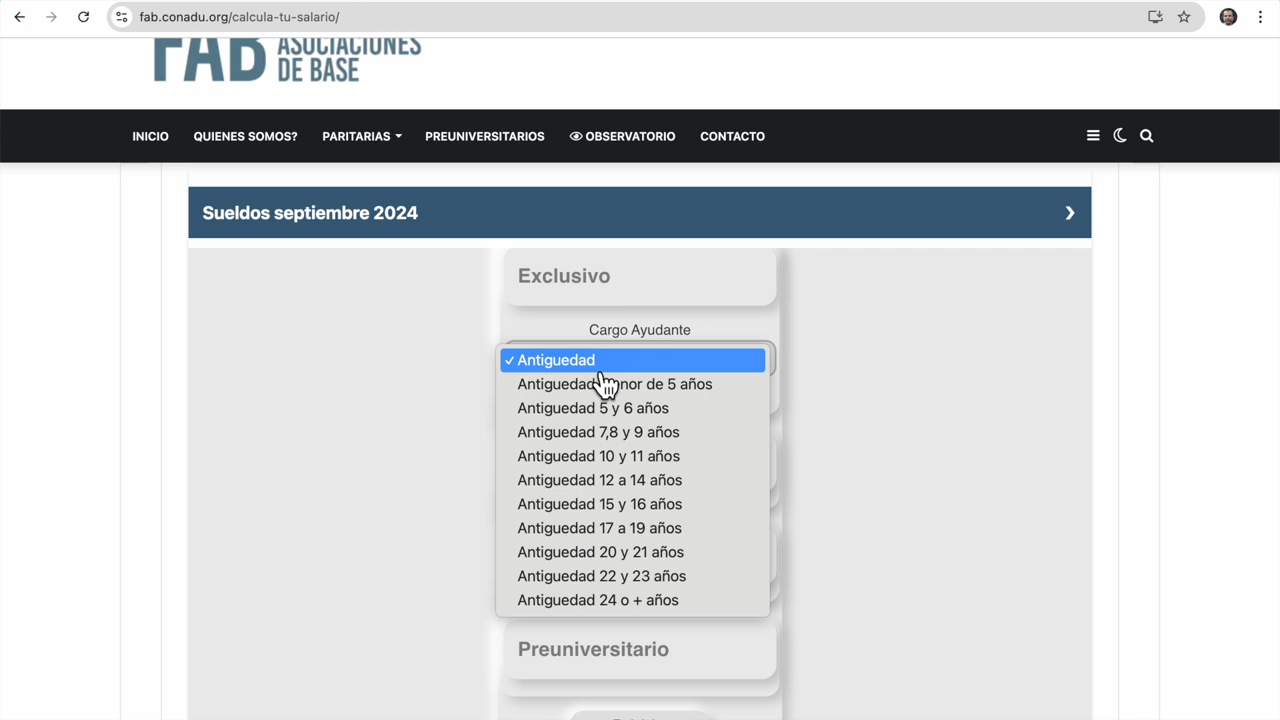 fab.conadu.org/calcula-tu-salario/
FAB ASOCIACIONES
DE BASE
INICIO QUIENES SOMOS? PARITARIAS PREUNIVERSITARIOS OBSERVATORIO CONTACTO
Sueldos septiembre 2024
Exclusivo
Cargo Ayudante
✓ Antiguedad
Antiguedad menor de 5 años
Antiguedad 5 y 6 años
Antiguedad 7,8 y 9 años
Antiguedad 10 y 11 años
Antiguedad 12 a 14 años
Antiguedad 15 y 16 años
Antiguedad 17 a 19 años
Antiguedad 20 y 21 años
Antiguedad 22 y 23 años
Antiguedad 24 o + años
Preuniversitario